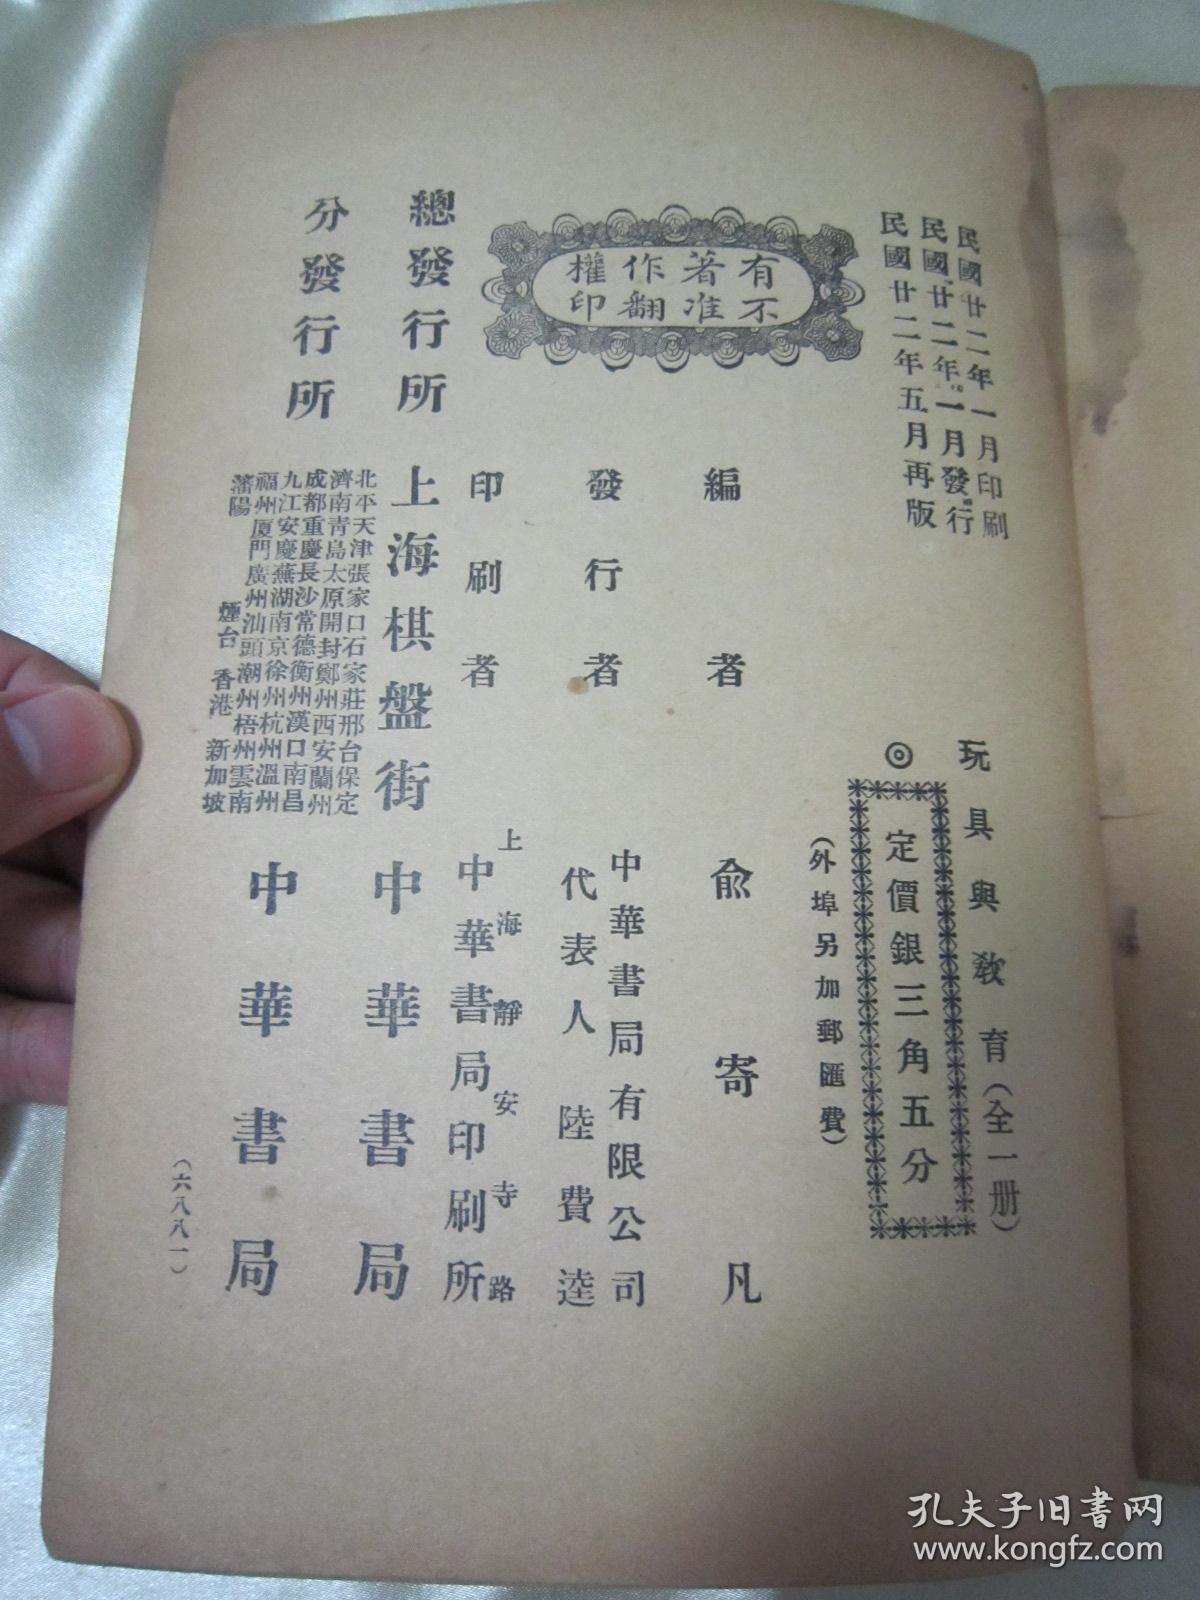 民國廿二年一月印刷
民國廿二年一月發行
民國廿二年五月再版
玩具與教育（全一册）
◎定價銀三角五分
（外埠另加郵匯費）
有著作權
不准翻印
編者 俞寄凡
發行者 中華書局有限公司
代表人 陸費逵
印刷者 上海靜安寺路
中華書局印刷所
總發行所 上海棋盤街 中華書局
分發行所
北平天津張家口石家莊邢台保定
濟南青島太原開封鄭州西安蘭州
成都重慶長沙常德衡州漢口南昌
九江安慶蕪湖南京徐州杭州溫州
福州厦門廣州汕頭潮州梧州雲南
瀋陽 煙台 香港 新加坡
中華書局
（六八八一）
孔夫子旧書网
www.kongfz.com